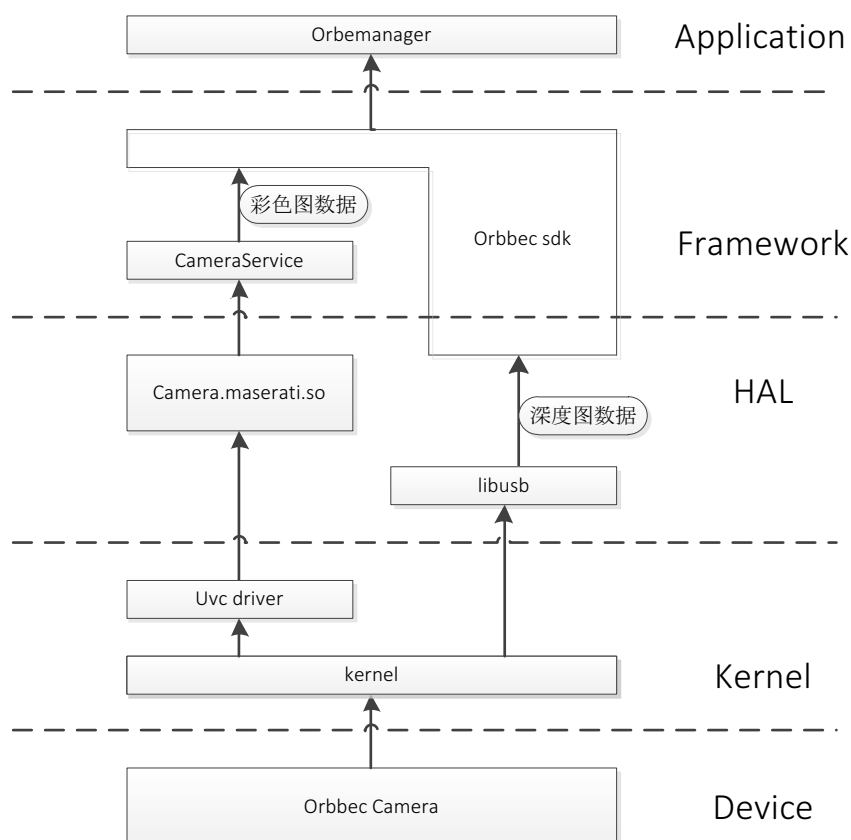 Orbemanager
Application
彩色图数据
Orbbec sdk
CameraService
Framework
Camera.maserati.so
HAL
深度图数据
libusb
Uvc driver
kernel
Kernel
Orbbec Camera
Device